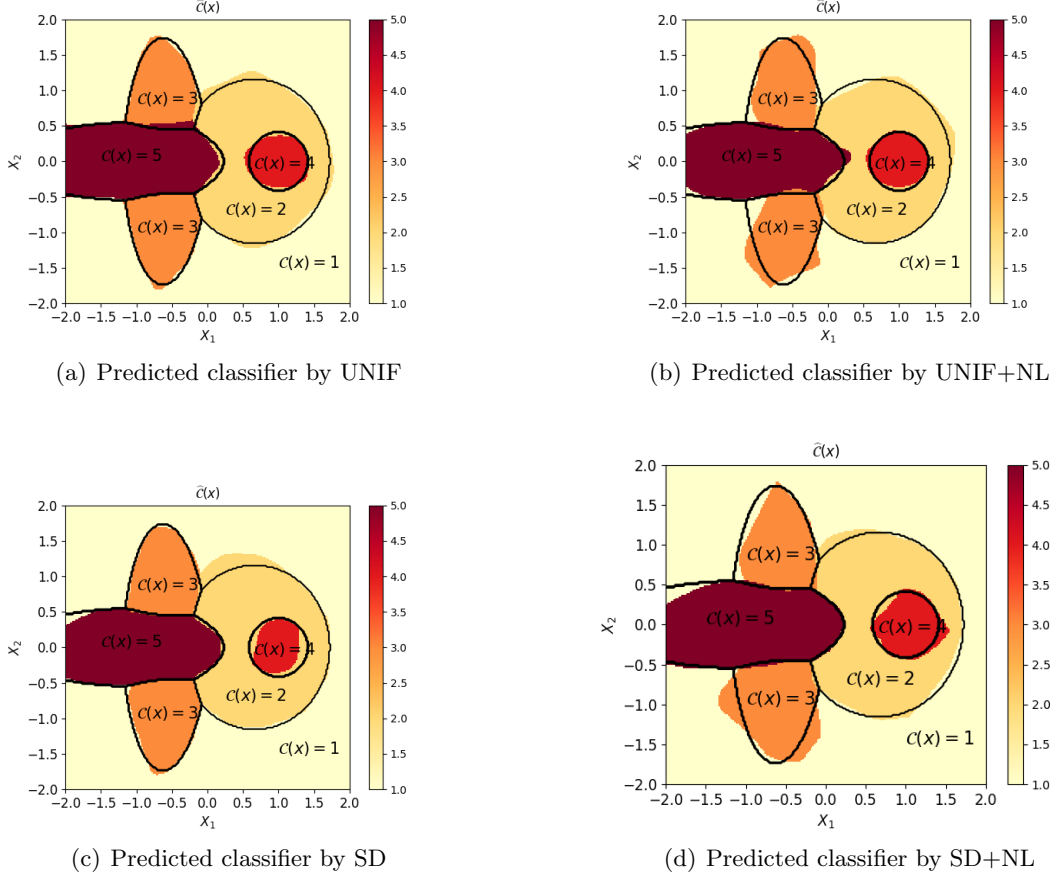 Ĉ(x)
2.0
1.5
1.0
0.5
0.0
−0.5
−1.0
−1.5
−2.0
X₂
C(x) = 3
C(x) = 5
C(x) = 4
C(x) = 2
C(x) = 3
C(x) = 1
−2.0 −1.5 −1.0 −0.5 0.0 0.5 1.0 1.5 2.0
X₁
5.0
4.5
4.0
3.5
3.0
2.5
2.0
1.5
1.0
(a) Predicted classifier by UNIF
Ĉ(x)
2.0
1.5
1.0
0.5
0.0
−0.5
−1.0
−1.5
−2.0
X₂
C(x) = 3
C(x) = 5
C(x) = 4
C(x) = 2
C(x) = 3
C(x) = 1
−2.0 −1.5 −1.0 −0.5 0.0 0.5 1.0 1.5 2.0
X₁
5.0
4.5
4.0
3.5
3.0
2.5
2.0
1.5
1.0
(b) Predicted classifier by UNIF+NL
Ĉ(x)
2.0
1.5
1.0
0.5
0.0
−0.5
−1.0
−1.5
−2.0
X₂
C(x) = 3
C(x) = 5
C(x) = 4
C(x) = 2
C(x) = 3
C(x) = 1
−2.0 −1.5 −1.0 −0.5 0.0 0.5 1.0 1.5 2.0
X₁
5.0
4.5
4.0
3.5
3.0
2.5
2.0
1.5
1.0
(c) Predicted classifier by SD
Ĉ(x)
2.0
1.5
1.0
0.5
0.0
−0.5
−1.0
−1.5
−2.0
X₂
C(x) = 3
C(x) = 5
C(x) = 4
C(x) = 2
C(x) = 3
C(x) = 1
−2.0 −1.5 −1.0 −0.5 0.0 0.5 1.0 1.5 2.0
X₁
5.0
4.5
4.0
3.5
3.0
2.5
2.0
1.5
1.0
(d) Predicted classifier by SD+NL